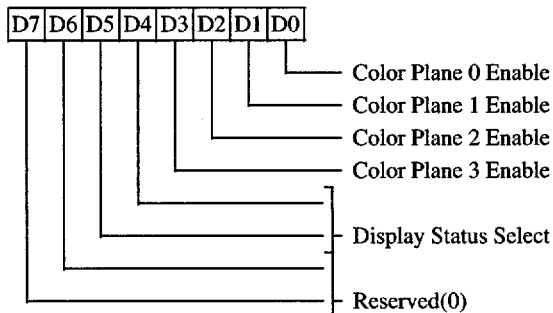 D7 D6 D5 D4 D3 D2 D1 D0
Color Plane 0 Enable
Color Plane 1 Enable
Color Plane 2 Enable
Color Plane 3 Enable
Display Status Select
Reserved(0)